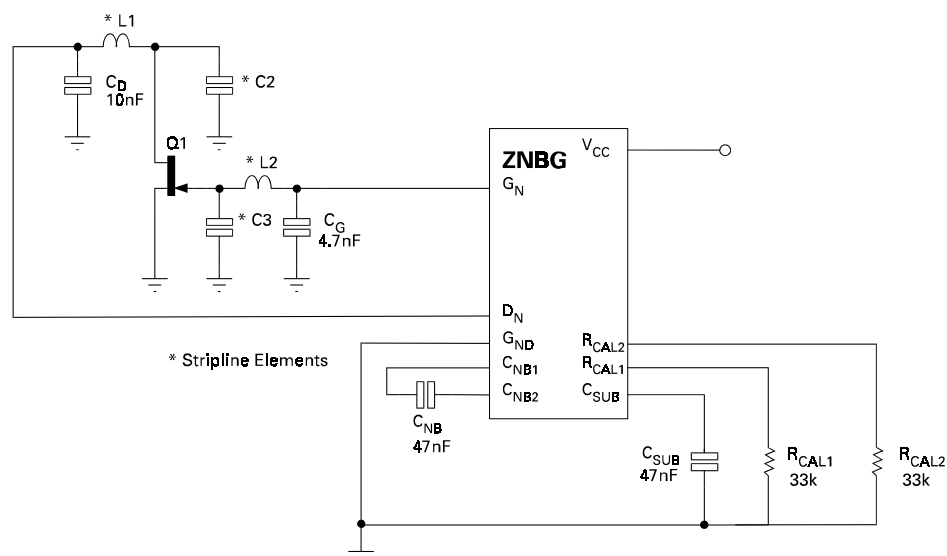 * L1
C_D
10nF
* C2
Q1
* L2
* C3
C_G
4.7nF
ZNBG
V_CC
G_N
D_N
G_ND
C_NB1
C_NB2
R_CAL2
R_CAL1
C_SUB
* Stripline Elements
C_NB
47nF
C_SUB
47nF
R_CAL1
33k
R_CAL2
33k